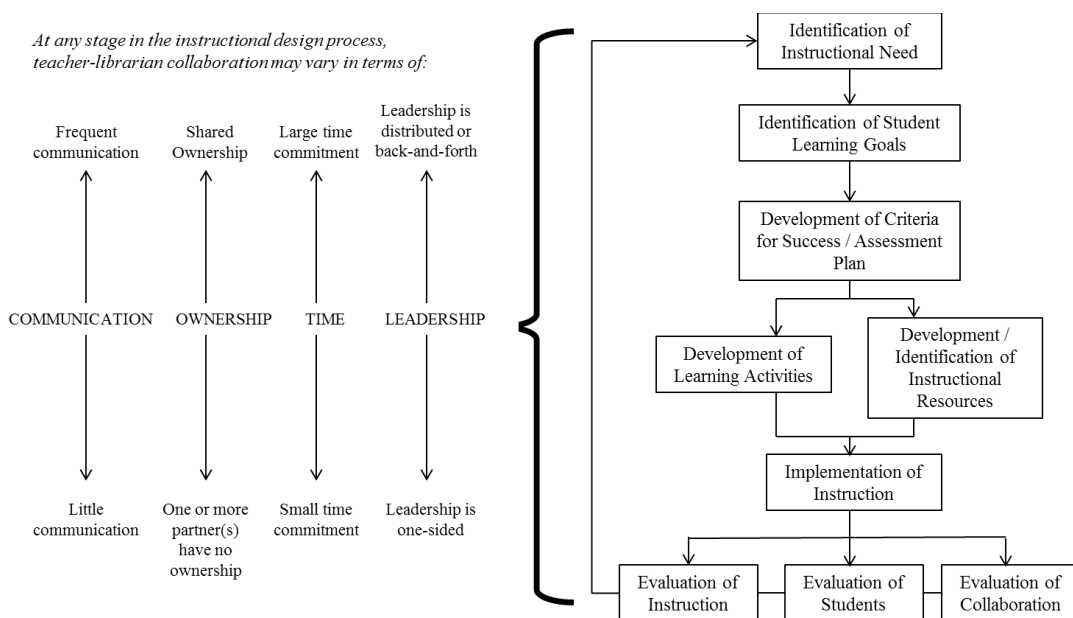 At any stage in the instructional design process,
teacher-librarian collaboration may vary in terms of:
Frequent
communication
Shared
Ownership
Large time
commitment
Leadership is
distributed or
back-and-forth
COMMUNICATION
OWNERSHIP
TIME
LEADERSHIP
Little
communication
One or more
partner(s)
have no
ownership
Small time
commitment
Leadership is
one-sided
Identification of
Instructional Need
Identification of Student
Learning Goals
Development of Criteria
for Success / Assessment
Plan
Development of
Learning Activities
Development /
Identification of
Instructional
Resources
Implementation of
Instruction
Evaluation of
Instruction
Evaluation of
Students
Evaluation of
Collaboration